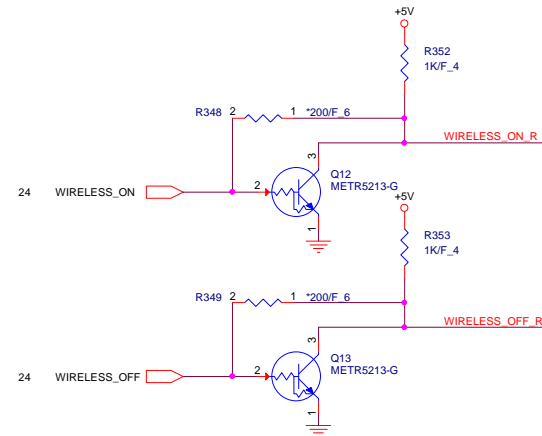 +5V
R352
1K/F_4
R348 2 1 *200/F_6
WIRELESS_ON_R
3
Q12
METR5213-G
24 WIRELESS_ON 2
1
+5V
R353
1K/F_4
R349 2 1 *200/F_6
WIRELESS_OFF_R
3
Q13
METR5213-G
24 WIRELESS_OFF 2
1